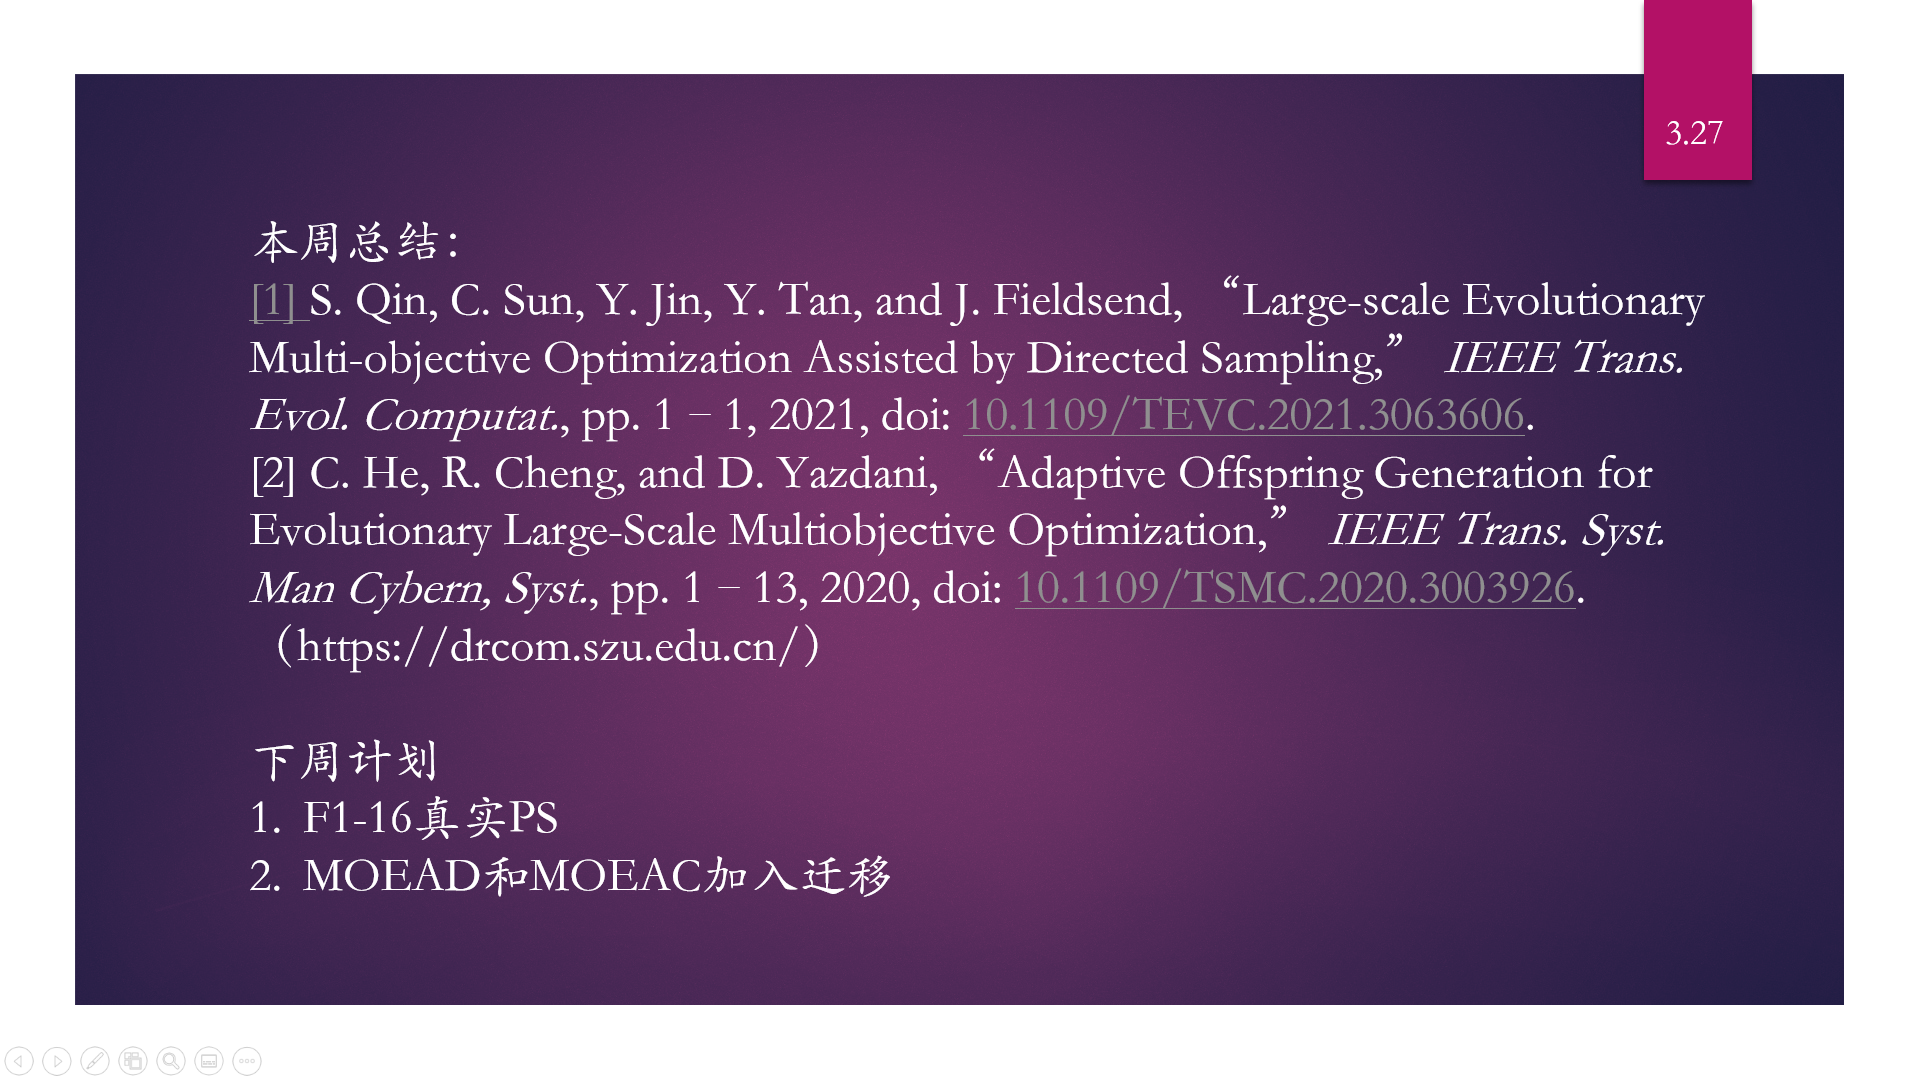 3.27
本周总结：
[1] S. Qin, C. Sun, Y. Jin, Y. Tan, and J. Fieldsend, “Large-scale Evolutionary
Multi-objective Optimization Assisted by Directed Sampling,” IEEE Trans.
Evol. Computat., pp. 1 – 1, 2021, doi: 10.1109/TEVC.2021.3063606.
[2] C. He, R. Cheng, and D. Yazdani, “Adaptive Offspring Generation for
Evolutionary Large-Scale Multiobjective Optimization,” IEEE Trans. Syst.
Man Cybern, Syst., pp. 1 – 13, 2020, doi: 10.1109/TSMC.2020.3003926.
（https://drcom.szu.edu.cn/）
下周计划
1. F1-16真实PS
2. MOEAD和MOEAC加入迁移